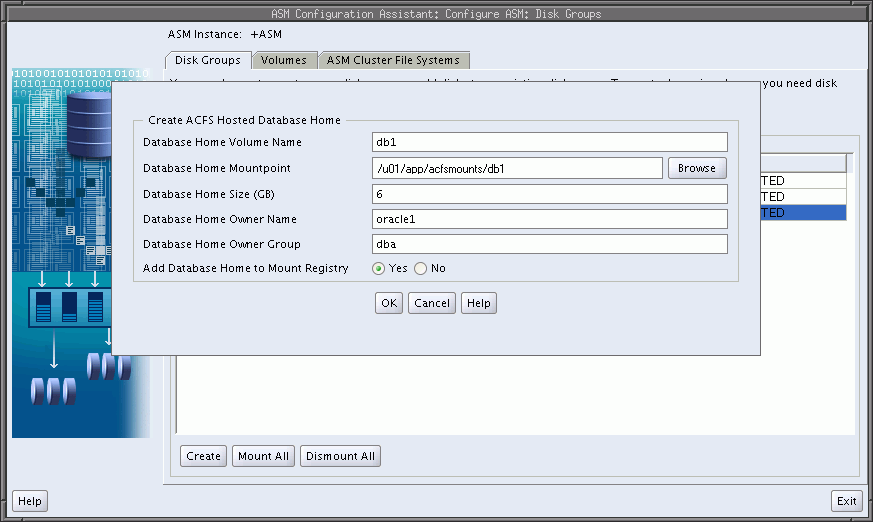 ASM Configuration Assistant: Configure ASM: Disk Groups
ASM Instance: +ASM
Disk Groups Volumes ASM Cluster File Systems
you need disk
Create ACFS Hosted Database Home
Database Home Volume Name db1
Database Home Mountpoint /u01/app/acfsmounts/db1 Browse
Database Home Size (GB) 6
Database Home Owner Name oracle1
Database Home Owner Group dba
Add Database Home to Mount Registry Yes No
OK Cancel Help
TED
TED
TED
Create Mount All Dismount All
Help Exit